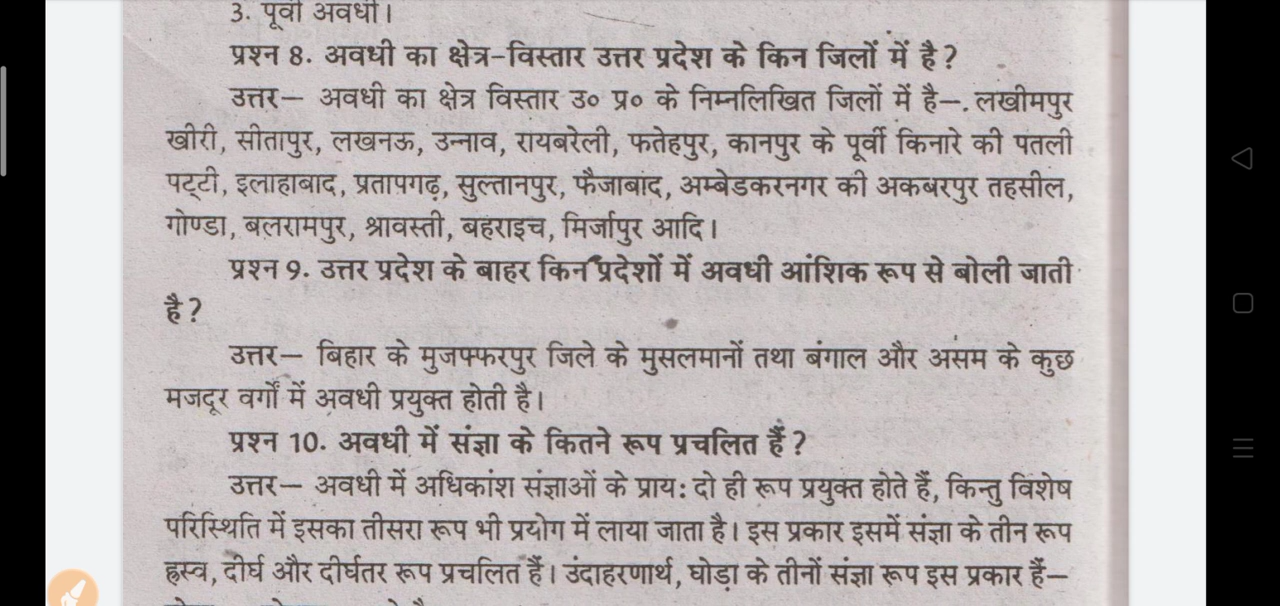 3. पूर्वी अवधी।
प्रश्न 8. अवधी का क्षेत्र-विस्तार उत्तर प्रदेश के किन जिलों में है?
उत्तर— अवधी का क्षेत्र विस्तार उ० प्र० के निम्नलिखित जिलों में है—. लखीमपुर
खीरी, सीतापुर, लखनऊ, उन्नाव, रायबरेली, फतेहपुर, कानपुर के पूर्वी किनारे की पतली
पट्टी, इलाहाबाद, प्रतापगढ़, सुल्तानपुर, फैजाबाद, अम्बेडकरनगर की अकबरपुर तहसील,
गोण्डा, बलरामपुर, श्रावस्ती, बहराइच, मिर्जापुर आदि।
प्रश्न 9. उत्तर प्रदेश के बाहर किन प्रदेशों में अवधी आंशिक रूप से बोली जाती
है?
उत्तर— बिहार के मुजफ्फरपुर जिले के मुसलमानों तथा बंगाल और असम के कुछ
मजदूर वर्गों में अवधी प्रयुक्त होती है।
प्रश्न 10. अवधी में संज्ञा के कितने रूप प्रचलित हैं?
उत्तर— अवधी में अधिकांश संज्ञाओं के प्राय: दो ही रूप प्रयुक्त होते हैं, किन्तु विशेष
परिस्थिति में इसका तीसरा रूप भी प्रयोग में लाया जाता है। इस प्रकार इसमें संज्ञा के तीन रूप
ह्रस्व, दीर्घ और दीर्घतर रूप प्रचलित हैं। उदाहरणार्थ, घोड़ा के तीनों संज्ञा रूप इस प्रकार हैं—